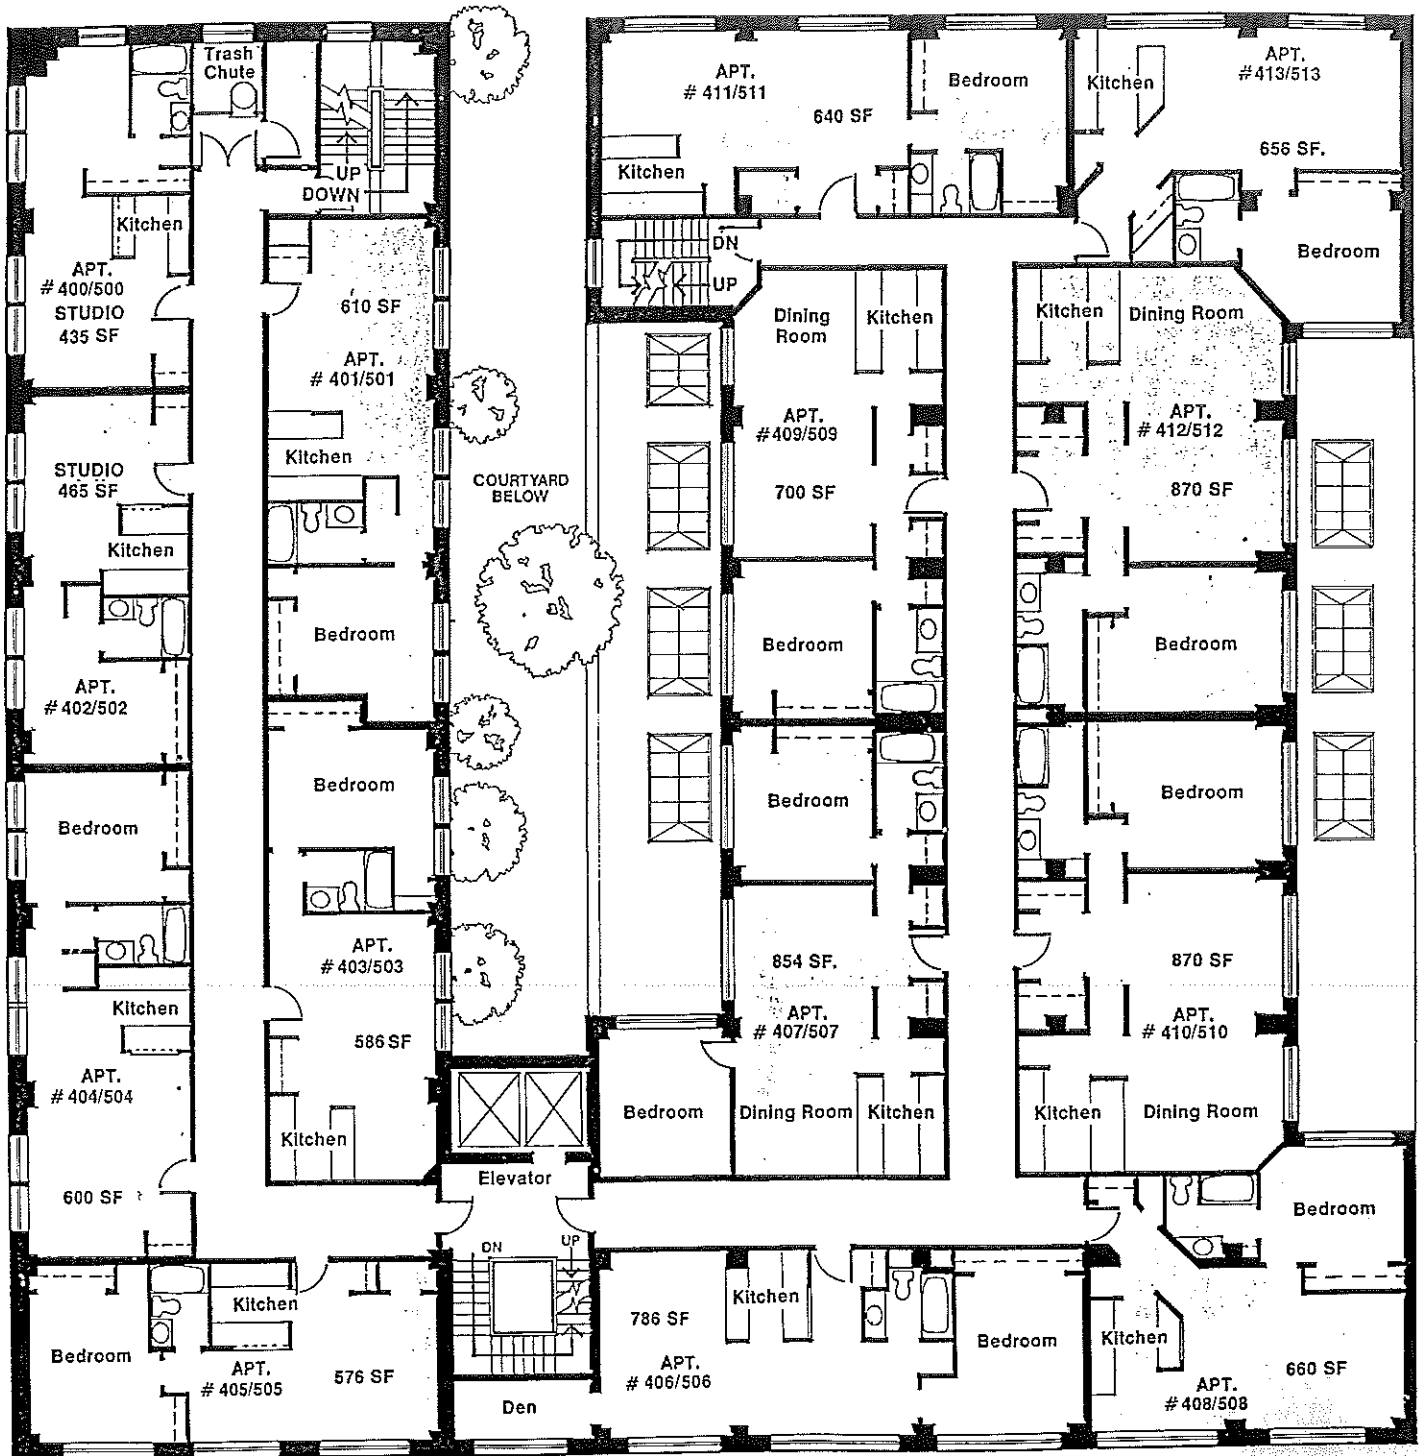 Trash
Chute
UP
DOWN
Kitchen
APT.
# 400/500
STUDIO
435 SF
610 SF
APT.
# 401/501
Kitchen
Bedroom
STUDIO
465 SF
Kitchen
APT.
# 402/502
Bedroom
Kitchen
APT.
# 404/504
600 SF
Bedroom
APT.
# 403/503
586 SF
Kitchen
Bedroom
Kitchen
APT.
# 405/505
576 SF
COURTYARD
BELOW
Elevator
DN
UP
Den
APT.
# 411/511
640 SF
Kitchen
Bedroom
DN
UP
Kitchen
APT.
# 413/513
656 SF.
Bedroom
Dining
Room
Kitchen
APT.
# 409/509
700 SF
Bedroom
Kitchen
Dining Room
APT.
# 412/512
870 SF
Bedroom
Bedroom
854 SF.
APT.
# 407/507
Bedroom
Dining Room
Kitchen
Bedroom
870 SF
APT.
# 410/510
Kitchen
Dining Room
786 SF
Kitchen
APT.
# 406/506
Bedroom
Bedroom
Kitchen
660 SF
APT.
# 408/508